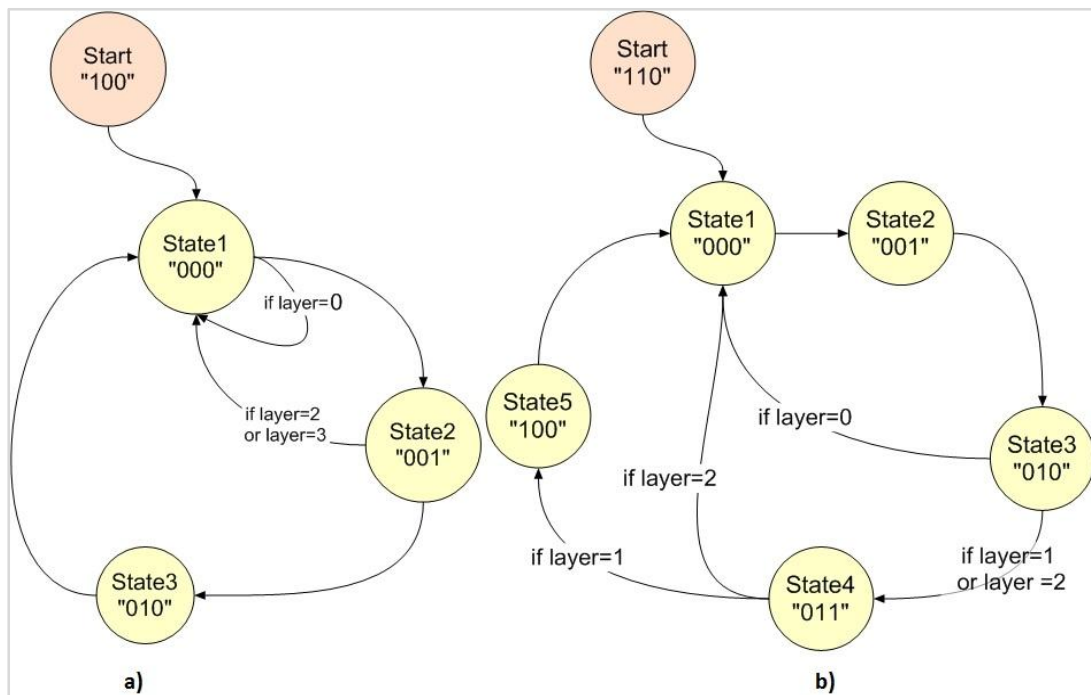 Start
"100"
State1
"000"
if layer=0
if layer=2
or layer=3
State2
"001"
State3
"010"
a)
Start
"110"
State1
"000"
State2
"001"
State5
"100"
if layer=0
State3
"010"
if layer=2
if layer=1
if layer=1
or layer =2
State4
"011"
b)